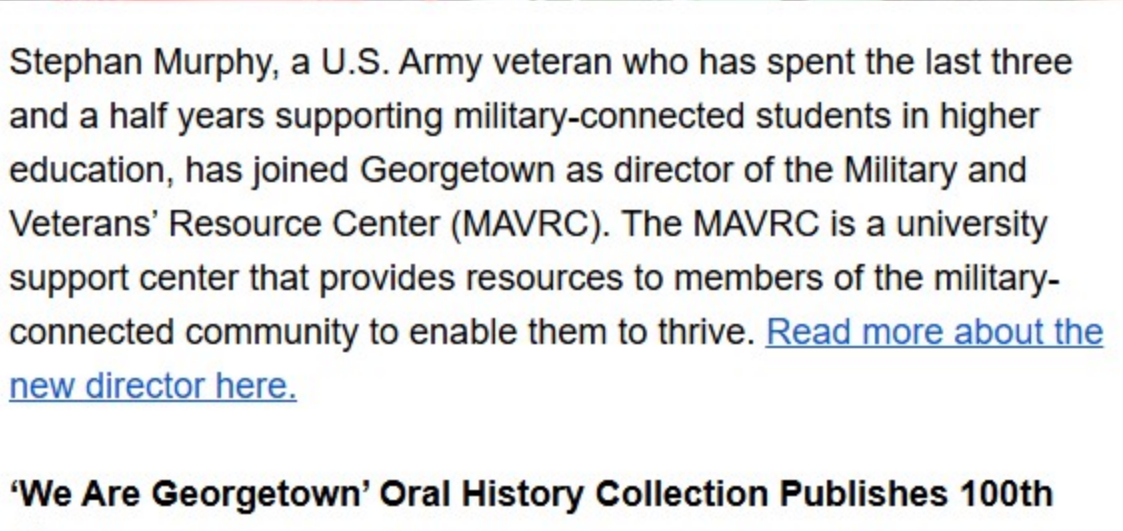 Stephan Murphy, a U.S. Army veteran who has spent the last three
and a half years supporting military-connected students in higher
education, has joined Georgetown as director of the Military and
Veterans’ Resource Center (MAVRC). The MAVRC is a university
support center that provides resources to members of the military-
connected community to enable them to thrive. Read more about the
new director here.
‘We Are Georgetown’ Oral History Collection Publishes 100th